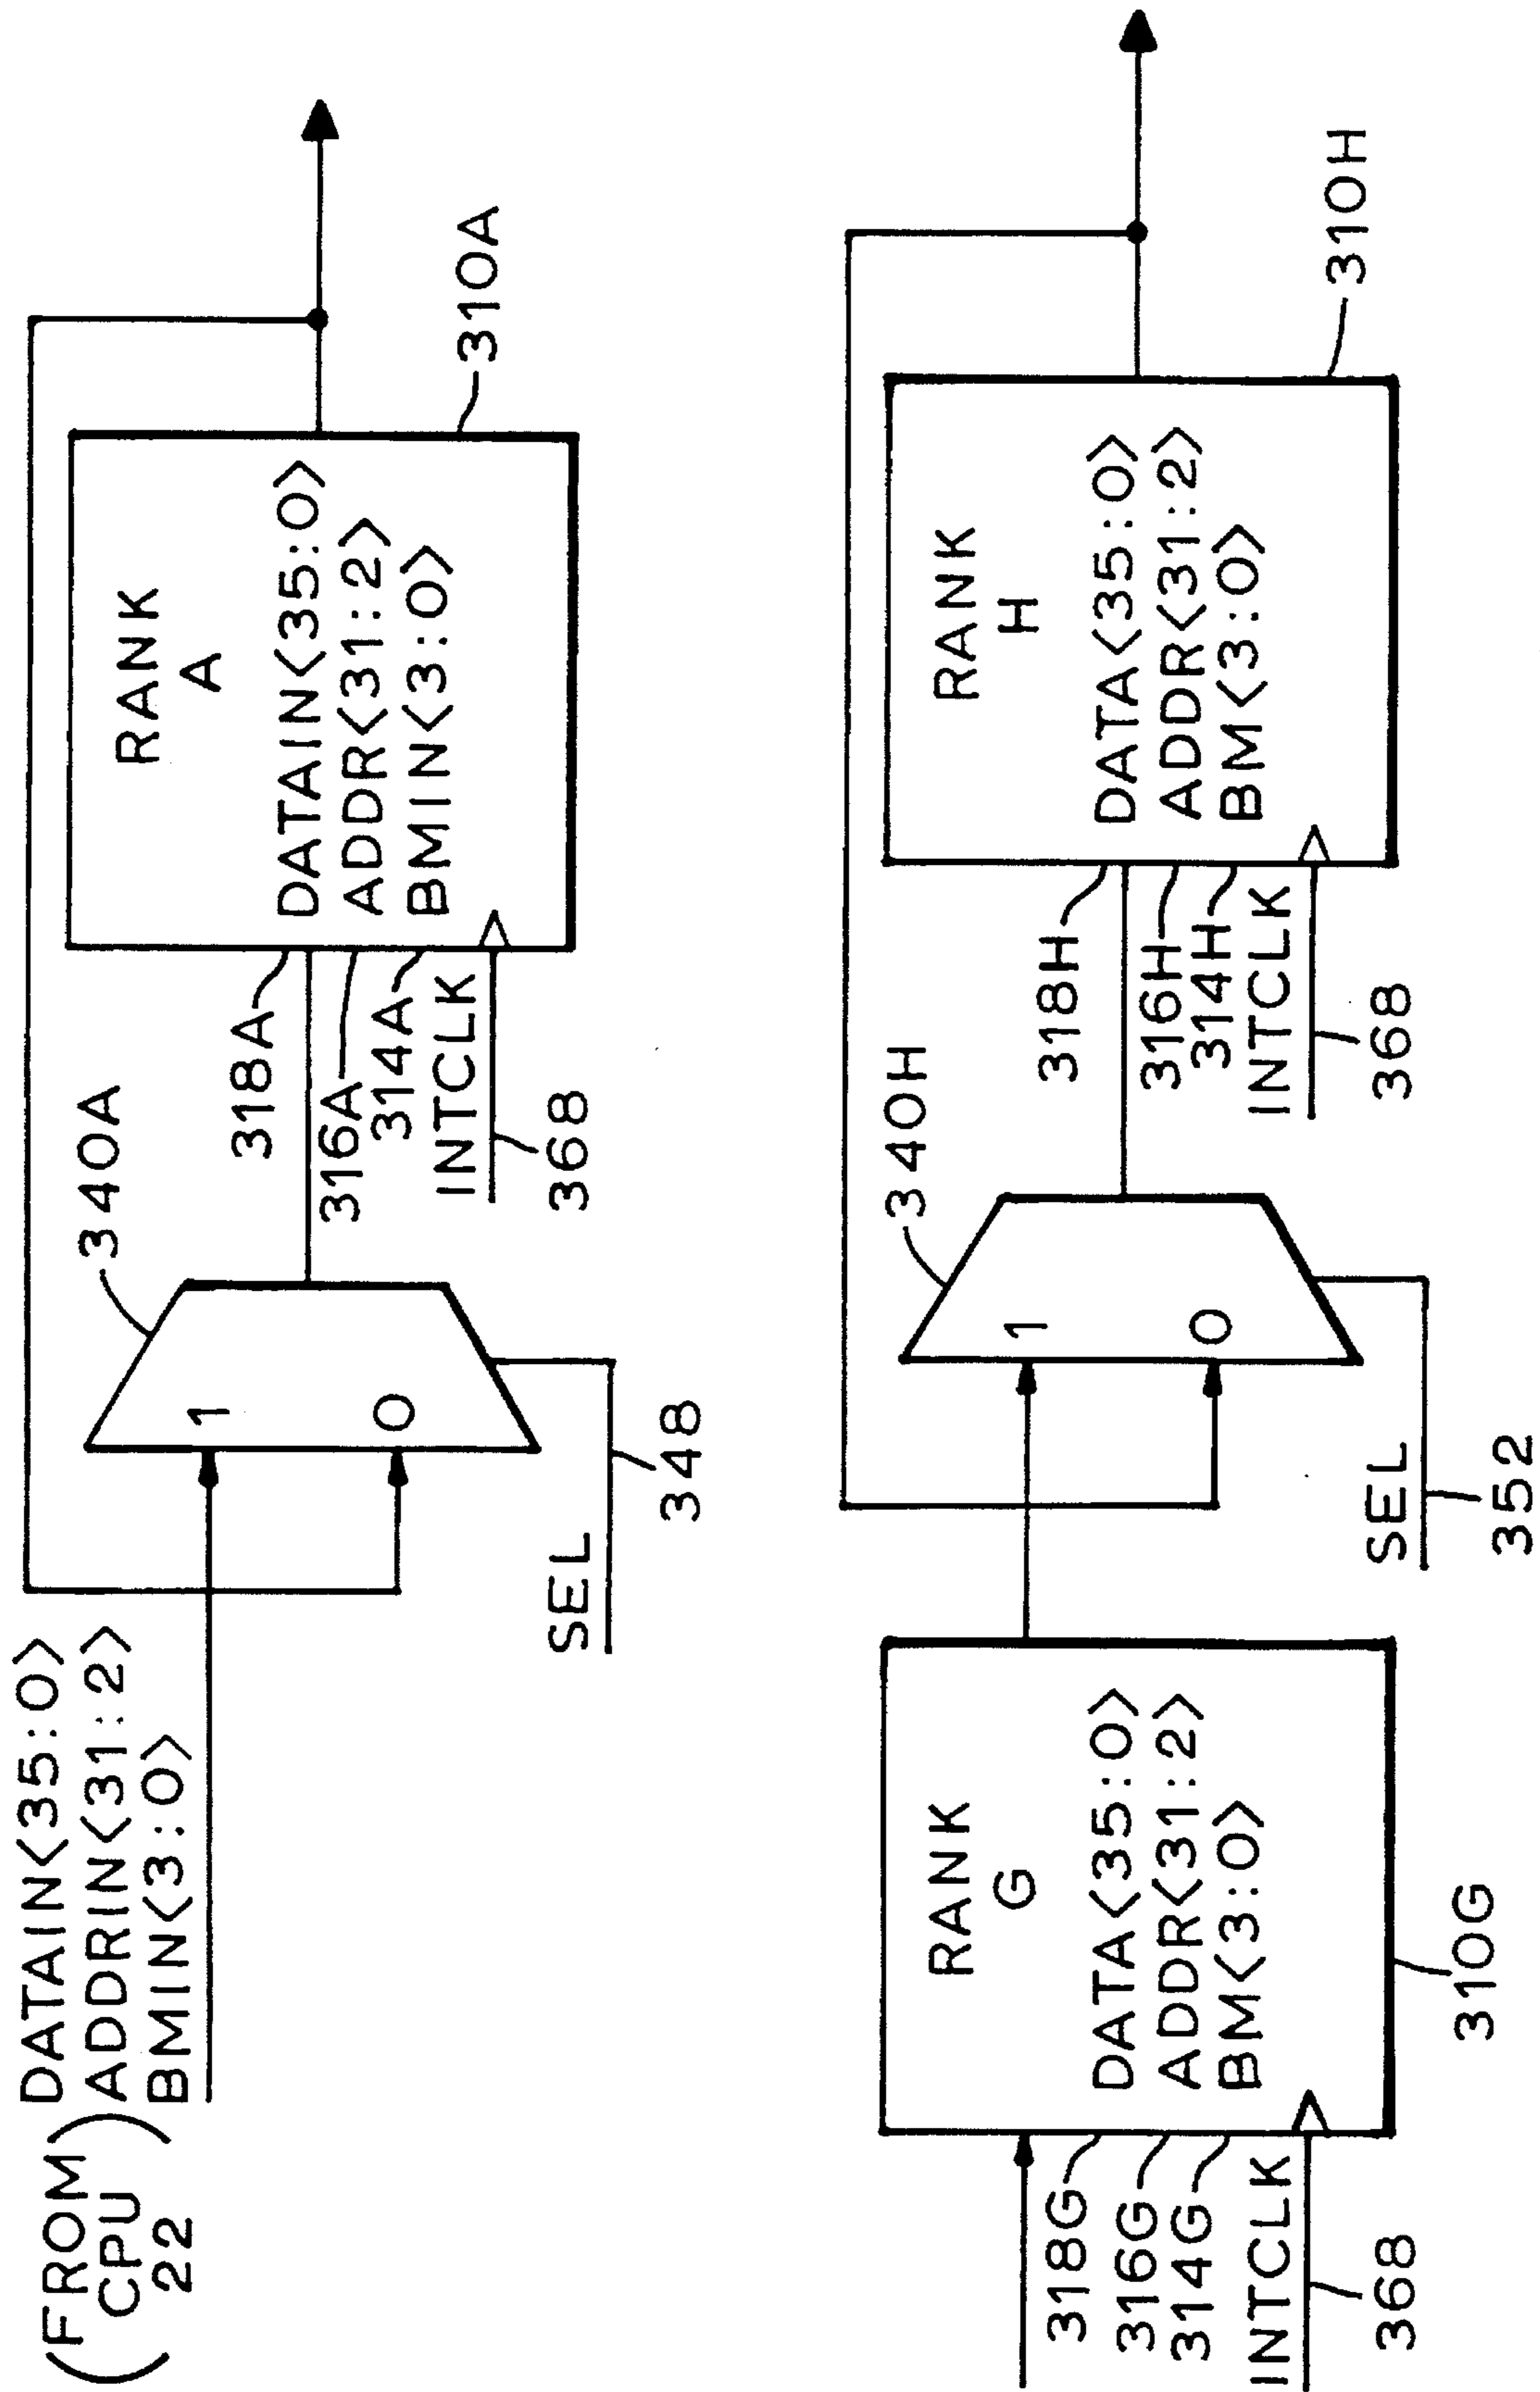 (FROM CPU 22)
DATAIN<35:0>
ADDRIN<31:2>
BMIN<3:0>
1
0
340A
SEL
348
318A
316A
314A
INTCLK
368
RANK
A
DATAIN<35:0>
ADDR<31:2>
BMIN<3:0>
310A
318G
316G
314G
INTCLK
368
RANK
G
DATA<35:0>
ADDR<31:2>
BM<3:0>
310G
1
0
340H
SEL
352
318H
316H
314H
INTCLK
368
RANK
H
DATA<35:0>
ADDR<31:2>
BM<3:0>
310H